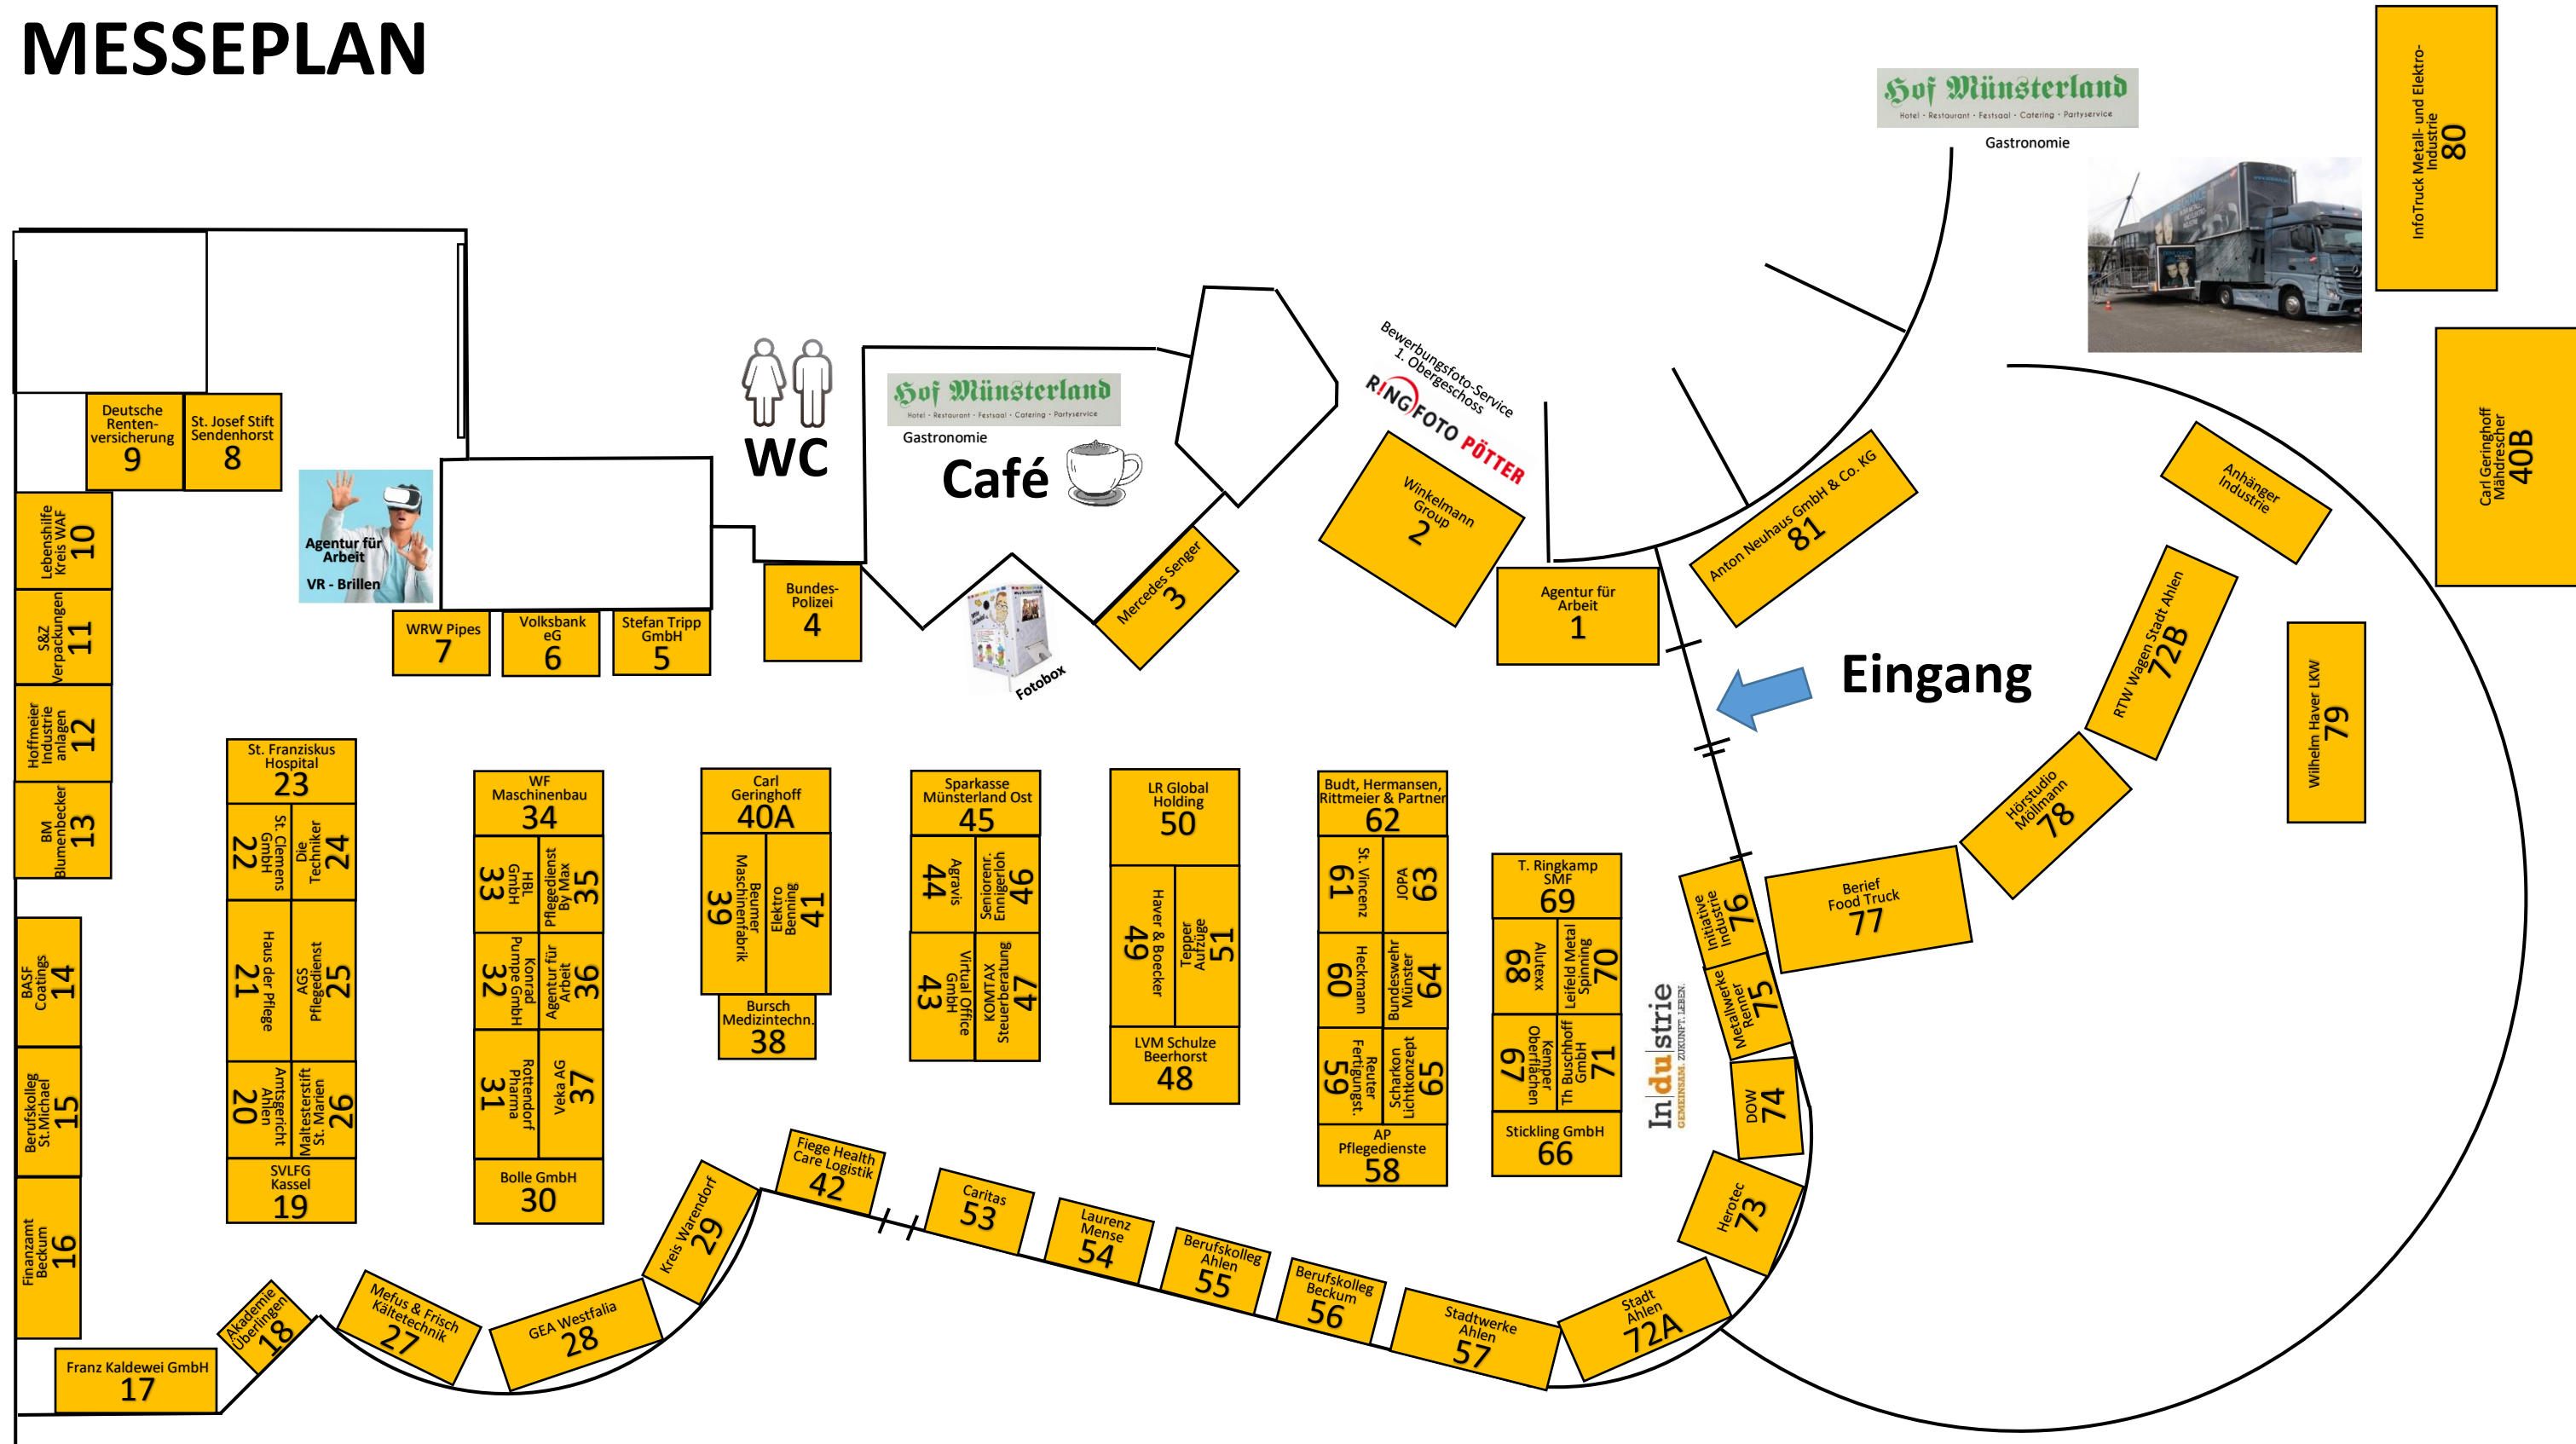 MESSEPLAN
Hof Münsterland
Hotel - Restaurant - Festsaal - Catering - Partyservice
Gastronomie
InfoTruck Metall- und Elektro-
Industrie
80
Carl Geringhoff
Mähdrescher
40B
Anhänger
Industrie
RTW Wagen Stadt Ahlen
72B
Wilhelm Haver LKW
79
Hörstudio
Möllmann
78
Berief
Food Truck
77
Anton Neuhaus GmbH & Co. KG
81
Eingang
Bewerbungsfoto-Service
1. Obergeschoss
RINGFOTO PÖTTER
Winkelmann
Group
2
Agentur für
Arbeit
1
WC
Hof Münsterland
Hotel - Restaurant - Festsaal - Catering - Partyservice
Gastronomie
Café
Mercedes Senger
3
Fotobox
Bundes-
Polizei
4
Stefan Tripp
GmbH
5
Volksbank
eG
6
WRW Pipes
7
Agentur für
Arbeit
VR - Brillen
St. Josef Stift
Sendenhorst
8
Deutsche
Renten-
versicherung
9
Lebenshilfe
Kreis WAF
10
S&Z
Verpackungen
11
Hoffmeier
Industrie
anlagen
12
BM
Blumenbecker
13
BASF
Coatings
14
Berufskolleg
St.Michael
15
Finanzamt
Beckum
16
Franz Kaldewei GmbH
17
Akademie
Überlingen
18
SVLFG
Kassel
19
Amtsgericht
Ahlen
20
Haus der Pflege
21
St. Clemens
GmbH
22
St. Franziskus
Hospital
23
Die
Techniker
24
AGS
Pflegedienst
25
Maltesterstift
St. Marien
26
Mefus & Frisch
Kältetechnik
27
GEA Westfalia
28
Kreis Warendorf
29
Bolle GmbH
30
Rottendorf
Pharma
31
Konrad
Pumpe GmbH
32
HBL
GmbH
33
WF
Maschinenbau
34
Pflegedienst
By Max
35
Agentur für
Arbeit
36
Veka AG
37
Bursch
Medizintechn.
38
Beumer
Maschinenfabrik
39
Carl
Geringhoff
40A
Elektro
Benning
41
Fiege Health
Care Logistik
42
Virtual Office
GmbH
43
Agravis
44
Sparkasse
Münsterland Ost
45
Seniorenr.
Ennigerloh
46
KOMTAX
Steuerberatung
47
LVM Schulze
Beerhorst
48
Haver & Boecker
49
LR Global
Holding
50
Tepper
Aufzüge
51
Caritas
53
Laurenz
Mense
54
Berufskolleg
Ahlen
55
Berufskolleg
Beckum
56
Stadtwerke
Ahlen
57
AP
Pflegedienste
58
Reuter
Fertigungst.
59
Heckmann
60
St. Vincenz
61
Budt, Hermansen,
Rittmeier & Partner
62
JOPA
63
Bundeswehr
Münster
64
Scharkon
Lichtkonzept
65
Stickling GmbH
66
Kemper
Oberflächen
67
Alutexx
68
T. Ringkamp
SMF
69
Leifeld Metal
Spinning
70
Th Buschhoff
GmbH
71
Industrie
GEMEINSAM. ZUKUNFT. LEBEN.
Stadt
Ahlen
72A
Herotec
73
DOW
74
Metallwerke
Renner
75
Initiative
Industrie
76